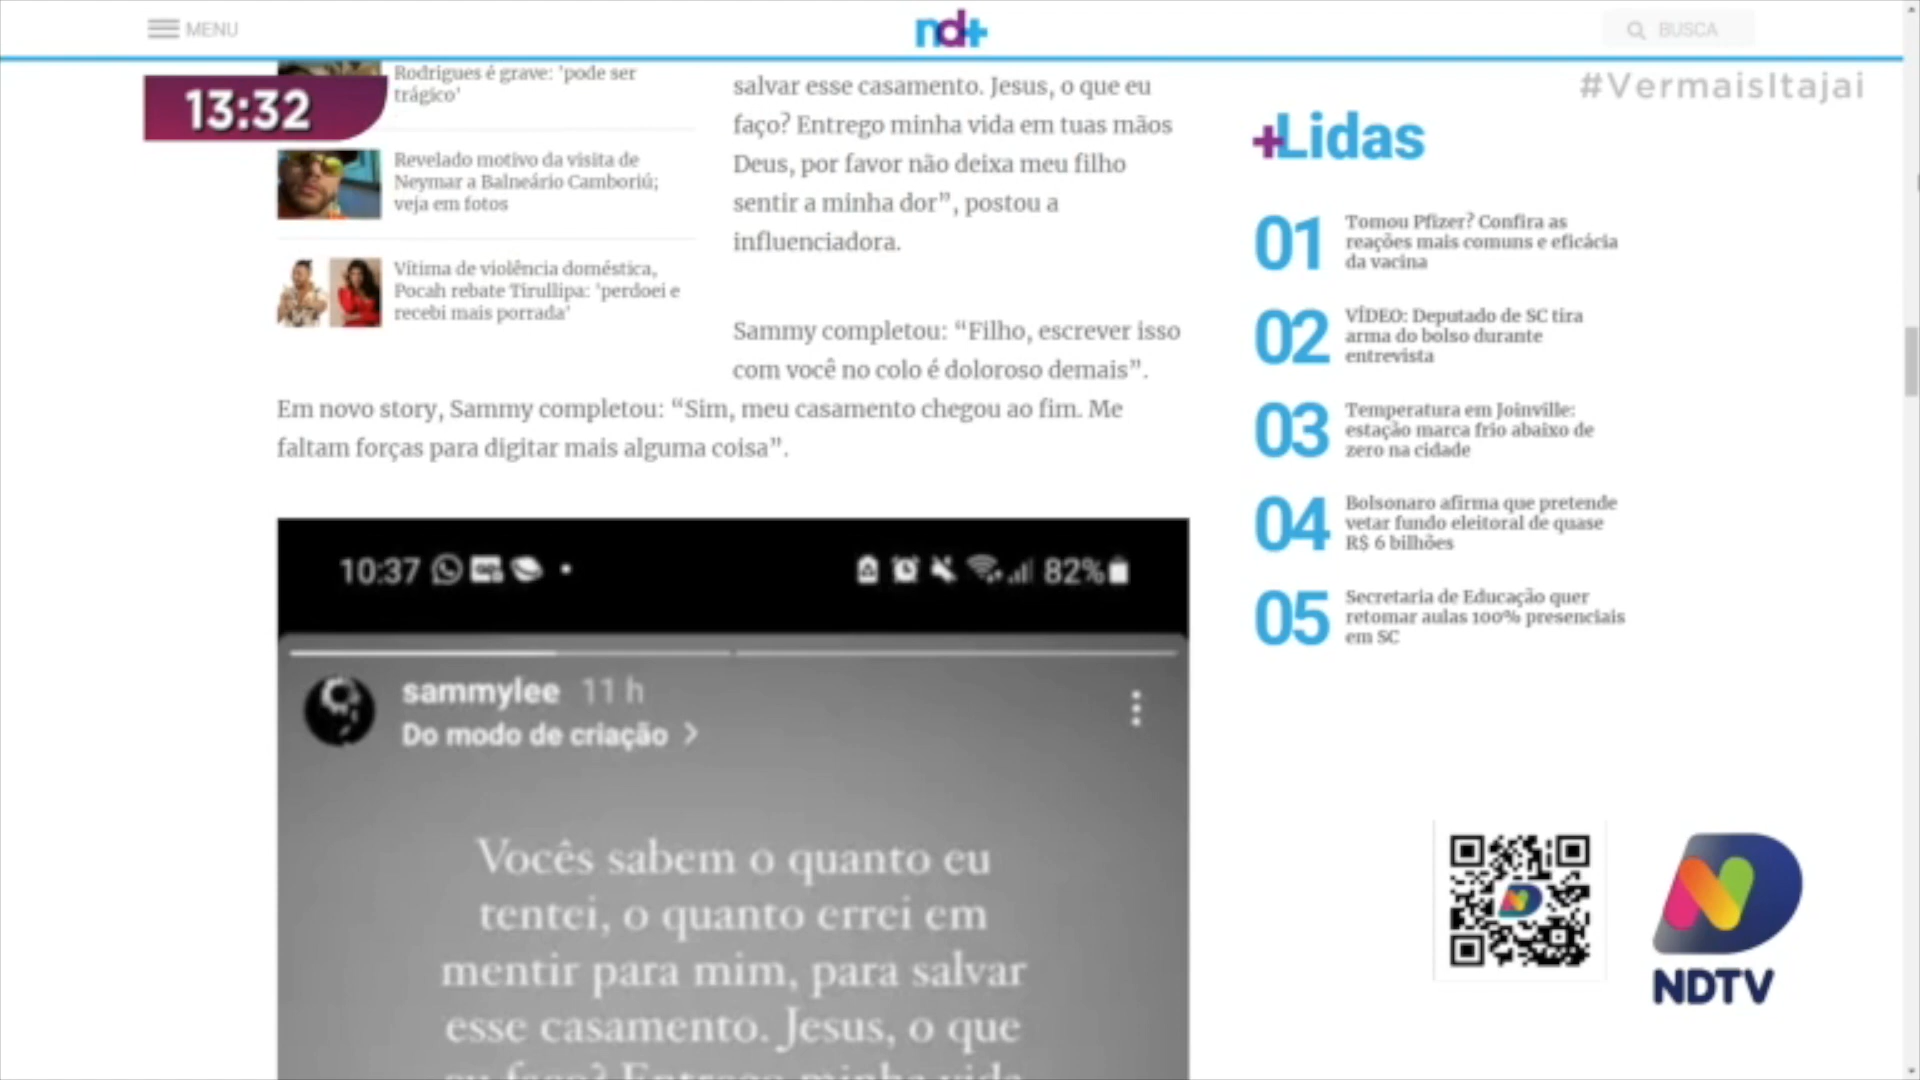 MENU
nd+
BUSCA
#VermaisItajai
13:32
Rodrigues é grave: 'pode ser
trágico'
Revelado motivo da visita de
Neymar a Balneário Camboriú;
veja em fotos
Vítima de violência doméstica,
Pocah rebate Tirullipa: 'perdoei e
recebi mais porrada'
salvar esse casamento. Jesus, o que eu
faço? Entrego minha vida em tuas mãos
Deus, por favor não deixa meu filho
sentir a minha dor”, postou a
influenciadora.
Sammy completou: “Filho, escrever isso
com você no colo é doloroso demais”.
Em novo story, Sammy completou: “Sim, meu casamento chegou ao fim. Me
faltam forças para digitar mais alguma coisa”.
10:37
82%
sammylee 11 h
Do modo de criação >
Vocês sabem o quanto eu
tentei, o quanto errei em
mentir para mim, para salvar
esse casamento. Jesus, o que
eu faço? Entrego minha vida
+Lidas
01
Tomou Pfizer? Confira as
reações mais comuns e eficácia
da vacina
02
VÍDEO: Deputado de SC tira
arma do bolso durante
entrevista
03
Temperatura em Joinville:
estação marca frio abaixo de
zero na cidade
04
Bolsonaro afirma que pretende
vetar fundo eleitoral de quase
R$ 6 bilhões
05
Secretaria de Educação quer
retomar aulas 100% presenciais
em SC
NDTV